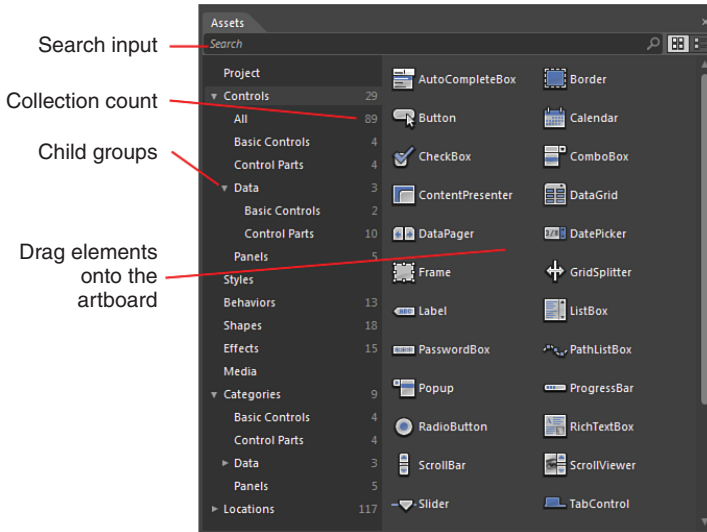 Search input
Collection count
Child groups
Drag elements
onto the
artboard
Assets
Search
Project
Controls 29
All 89
Basic Controls 4
Control Parts 4
Data 3
Basic Controls 2
Control Parts 10
Panels 5
Styles
Behaviors 13
Shapes 18
Effects 15
Media
Categories 9
Basic Controls 4
Control Parts 4
Data 3
Panels 5
Locations 117
AutoCompleteBox Border
Button Calendar
CheckBox ComboBox
ContentPresenter DataGrid
DataPager DatePicker
Frame GridSplitter
Label ListBox
PasswordBox PathListBox
Popup ProgressBar
RadioButton RichTextBox
ScrollBar ScrollViewer
Slider TabControl